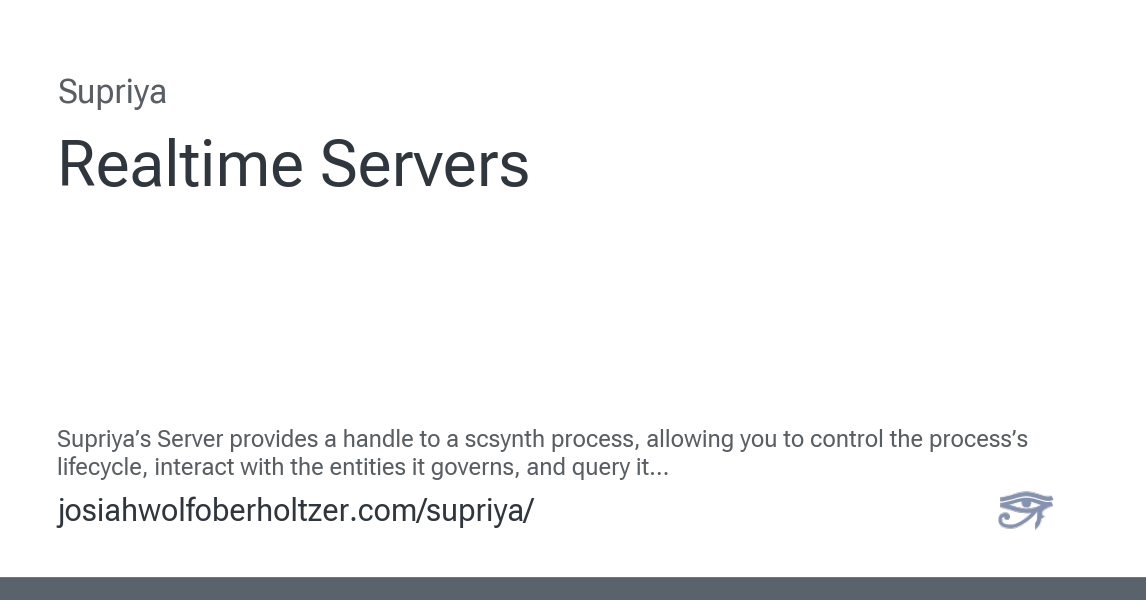 Supriya
Realtime Servers
Supriya’s Server provides a handle to a scsynth process, allowing you to control the process’s
lifecycle, interact with the entities it governs, and query it...
josiahwolfoberholtzer.com/supriya/